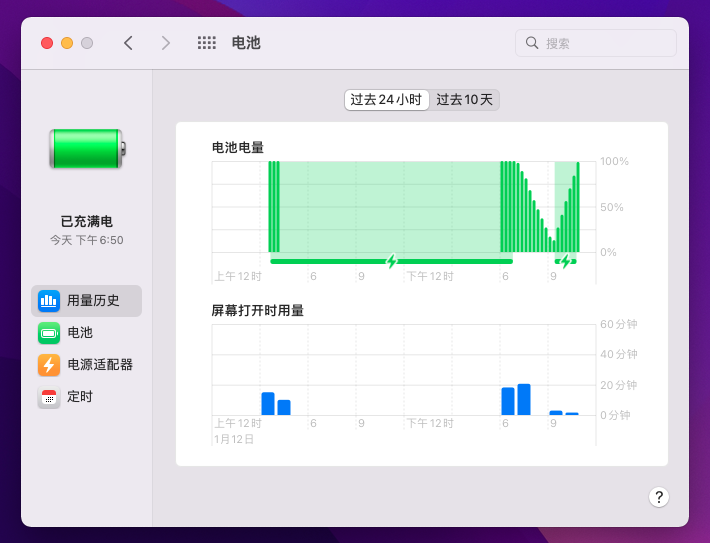 电池
搜索
已充满电
今天 下午6:50
用量历史
电池
电源适配器
定时
过去24小时
过去10天
电池电量
100%
50%
0%
上午12时
6
9
下午12时
6
9
屏幕打开时用量
60分钟
40分钟
20分钟
0分钟
上午12时
6
9
下午12时
6
9
1月12日
?